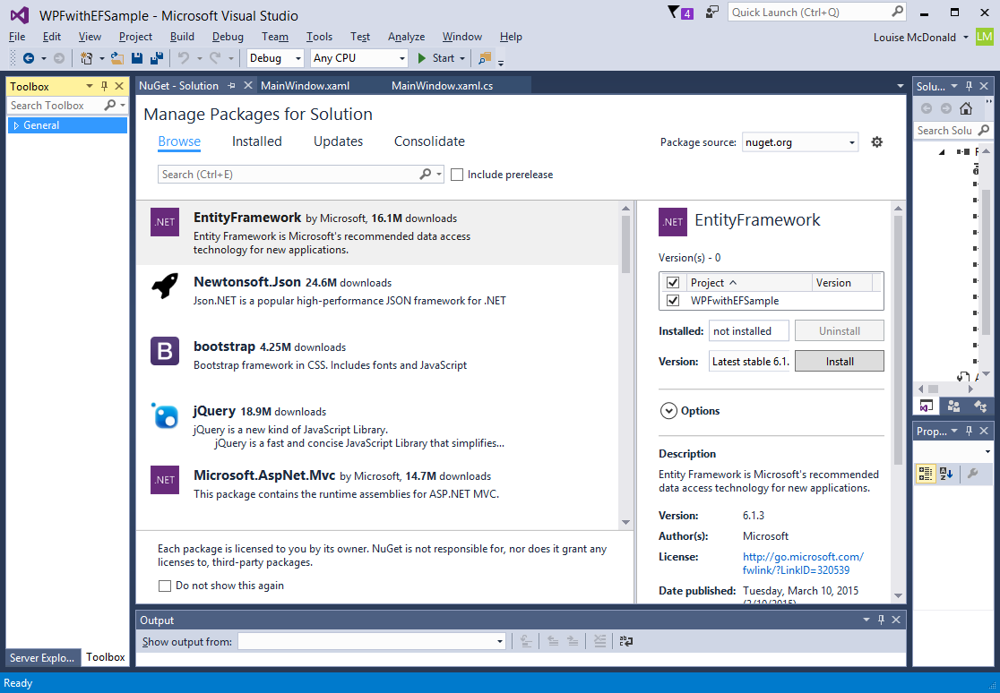 WPFwithEFSample - Microsoft Visual Studio
4
Quick Launch (Ctrl+Q)
File Edit View Project Build Debug Team Tools Test Analyze Window Help
Louise McDonald LM
Debug Any CPU Start
Toolbox
Search Toolbox
General
NuGet - Solution MainWindow.xaml MainWindow.xaml.cs
Manage Packages for Solution
Browse Installed Updates Consolidate
Package source: nuget.org
Search (Ctrl+E)
Include prerelease
.NET
EntityFramework by Microsoft, 16.1M downloads
Entity Framework is Microsoft's recommended data access
technology for new applications.
Newtonsoft.Json 24.6M downloads
Json.NET is a popular high-performance JSON framework for .NET
B
bootstrap 4.25M downloads
Bootstrap framework in CSS. Includes fonts and JavaScript
jQuery 18.9M downloads
jQuery is a new kind of JavaScript Library.
jQuery is a fast and concise JavaScript Library that simplifies...
.NET
Microsoft.AspNet.Mvc by Microsoft, 14.7M downloads
This package contains the runtime assemblies for ASP.NET MVC.
Each package is licensed to you by its owner. NuGet is not responsible for, nor does it grant any
licenses to, third-party packages.
Do not show this again
.NET
EntityFramework
Version(s) - 0
Project Version
WPFwithEFSample
Installed: not installed Uninstall
Version: Latest stable 6.1. Install
Options
Description
Entity Framework is Microsoft's recommended
data access technology for new applications.
Version: 6.1.3
Author(s): Microsoft
License: http://go.microsoft.com/
fwlink/?LinkID=320539
Date published: Tuesday, March 10, 2015
(3/10/2015)
Solu...
Search Solu
Prop...
Output
Show output from:
Server Explo... Toolbox
Ready